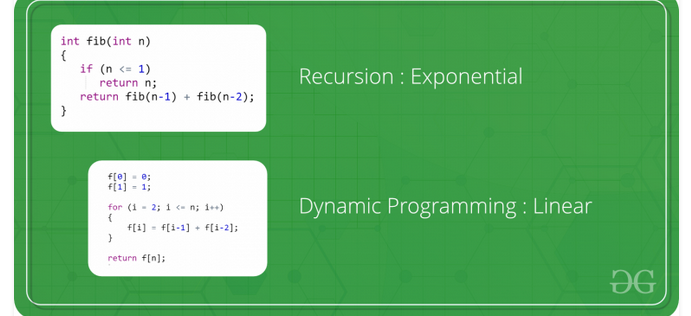 int fib(int n)
{
   if (n <= 1)
      return n;
   return fib(n-1) + fib(n-2);
}
Recursion : Exponential
f[0] = 0;
f[1] = 1;

for (i = 2; i <= n; i++)
{
    f[i] = f[i-1] + f[i-2];
}

return f[n];
Dynamic Programming : Linear